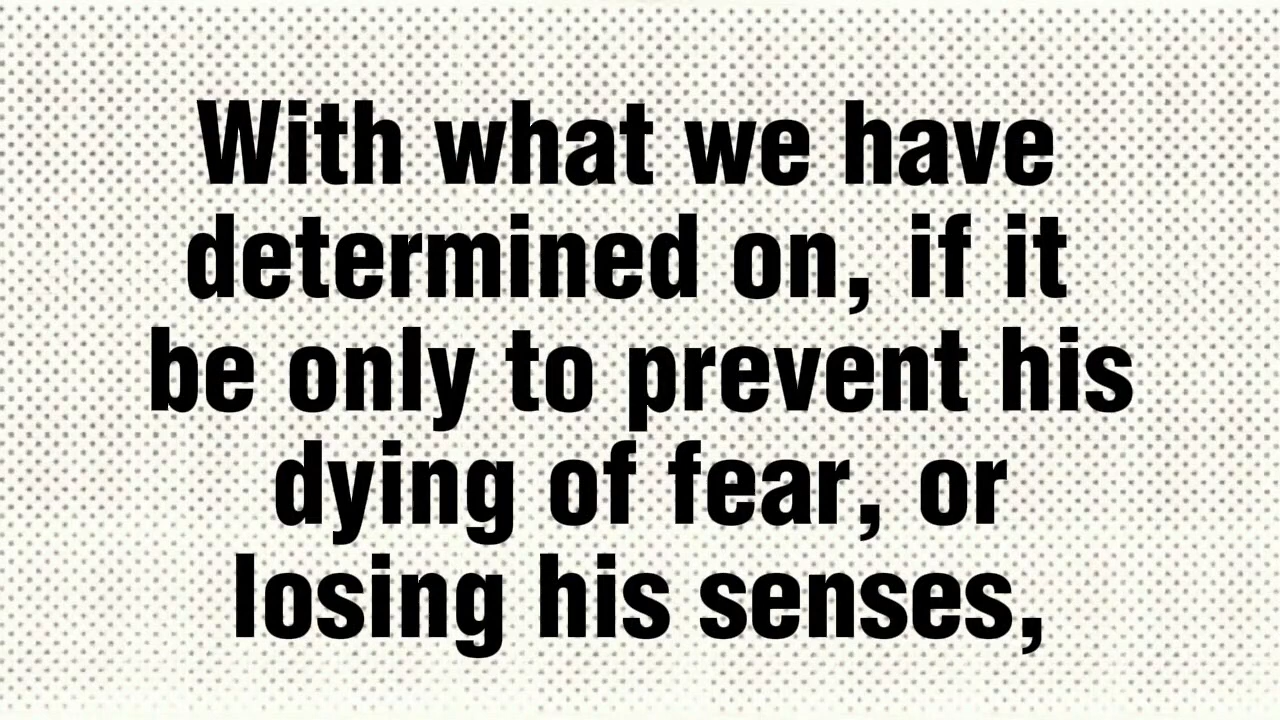 With what we have
determined on, if it
be only to prevent his
dying of fear, or
losing his senses,